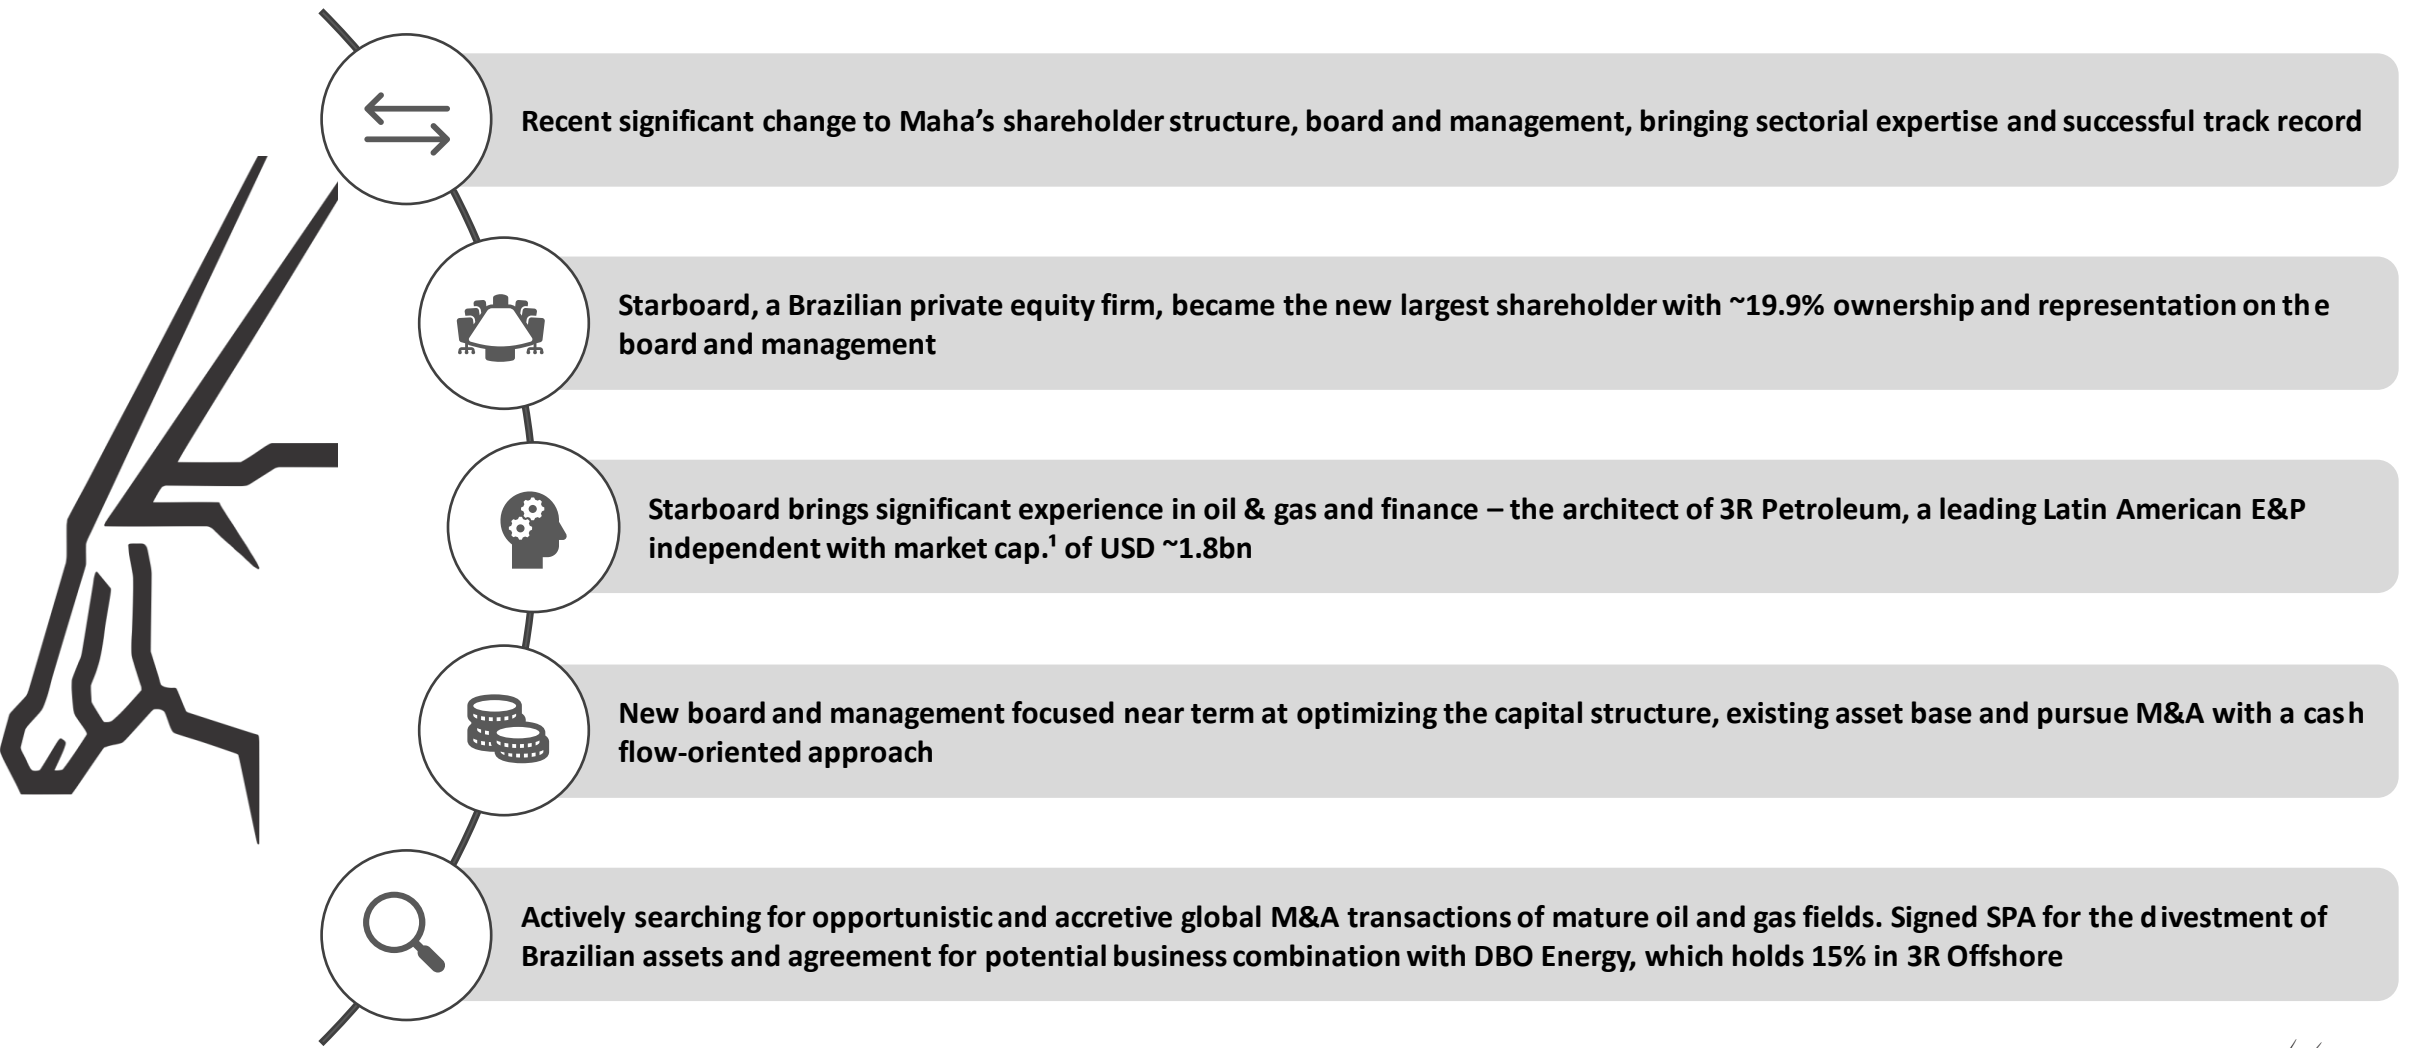 Recent significant change to Maha’s shareholder structure, board and management, bringing sectorial expertise and successful track record
Starboard, a Brazilian private equity firm, became the new largest shareholder with ~19.9% ownership and representation on the
board and management
Starboard brings significant experience in oil & gas and finance – the architect of 3R Petroleum, a leading Latin American E&P
independent with market cap.¹ of USD ~1.8bn
New board and management focused near term at optimizing the capital structure, existing asset base and pursue M&A with a cash
flow-oriented approach
Actively searching for opportunistic and accretive global M&A transactions of mature oil and gas fields. Signed SPA for the divestment of
Brazilian assets and agreement for potential business combination with DBO Energy, which holds 15% in 3R Offshore